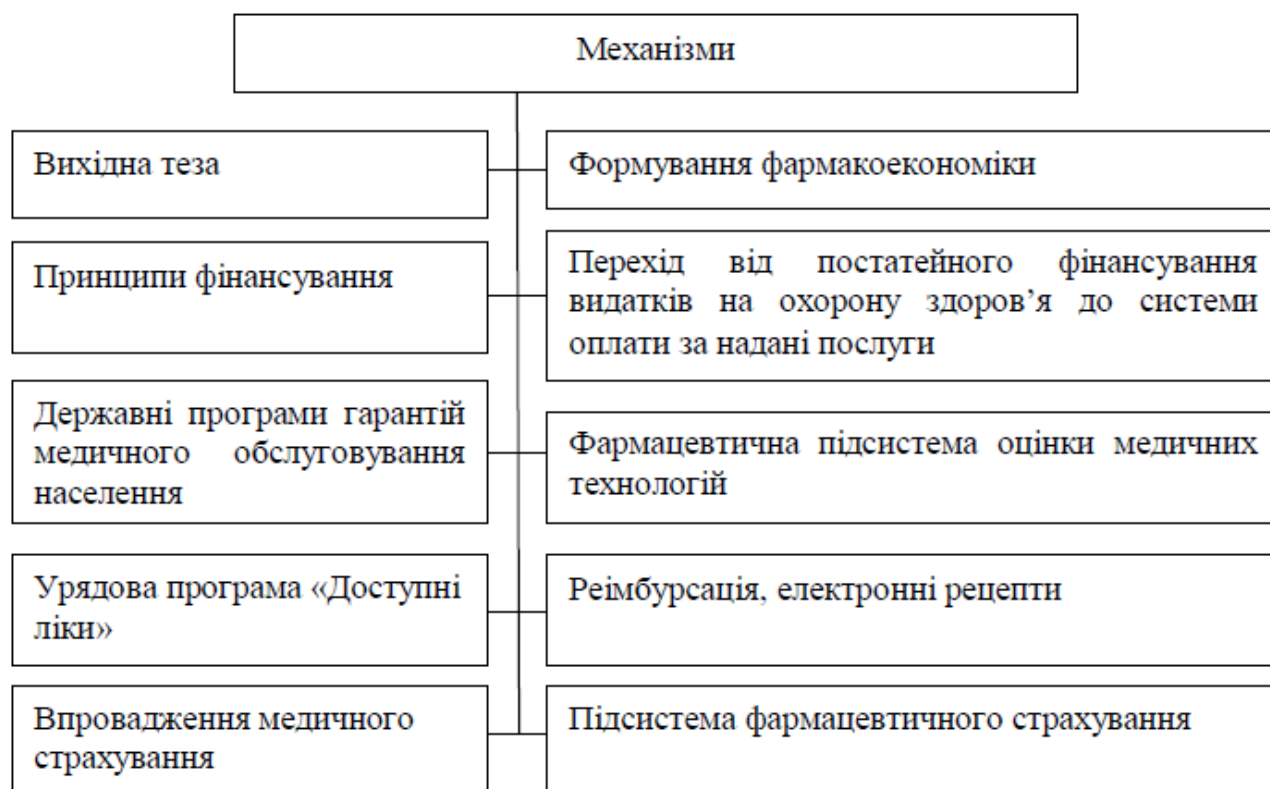 Механізми
Вихідна теза
Формування фармакоекономіки
Принципи фінансування
Перехід від постатейного фінансування
видатків на охорону здоров’я до системи
оплати за надані послуги
Державні програми гарантій
медичного обслуговування
населення
Фармацевтична підсистема оцінки медичних
технологій
Урядова програма «Доступні
ліки»
Реімбурсація, електронні рецепти
Впровадження медичного
страхування
Підсистема фармацевтичного страхування